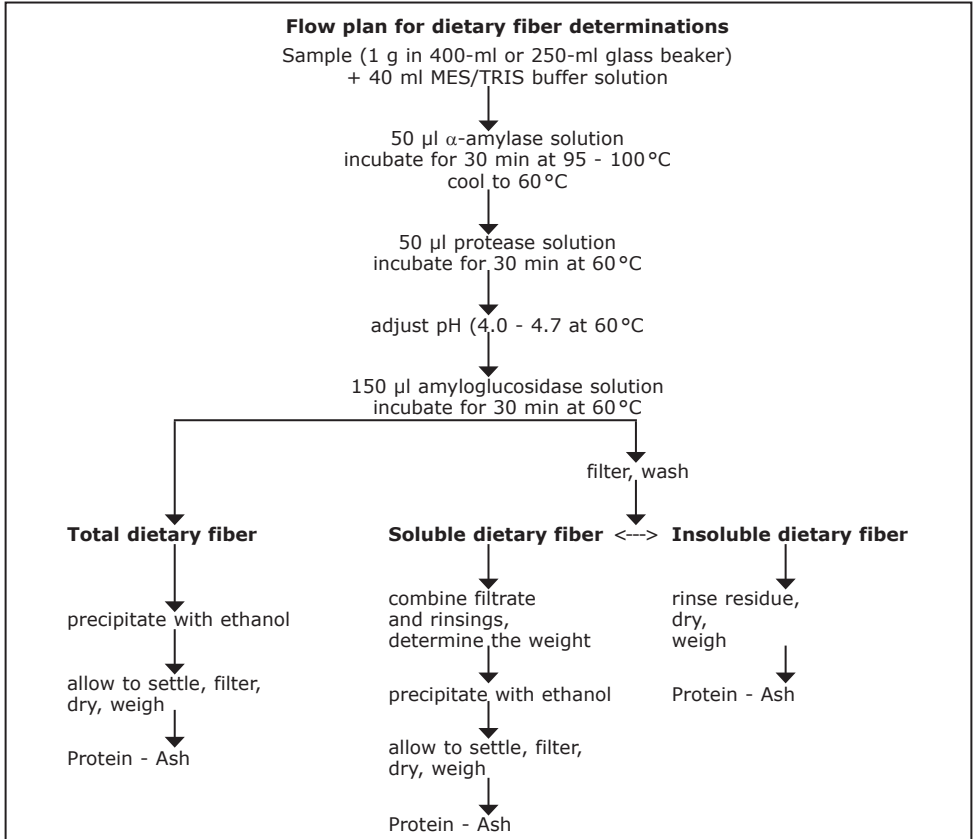 Flow plan for dietary fiber determinations
Sample (1 g in 400-ml or 250-ml glass beaker)
+ 40 ml MES/TRIS buffer solution
50 µl α-amylase solution
incubate for 30 min at 95 - 100°C
cool to 60°C
50 µl protease solution
incubate for 30 min at 60°C
adjust pH (4.0 - 4.7 at 60°C
150 µl amyloglucosidase solution
incubate for 30 min at 60°C
filter, wash
Total dietary fiber
precipitate with ethanol
allow to settle, filter,
dry, weigh
Protein - Ash
Soluble dietary fiber <---> Insoluble dietary fiber
combine filtrate
and rinsings,
determine the weight
precipitate with ethanol
allow to settle, filter,
dry, weigh
Protein - Ash
rinse residue,
dry,
weigh
Protein - Ash